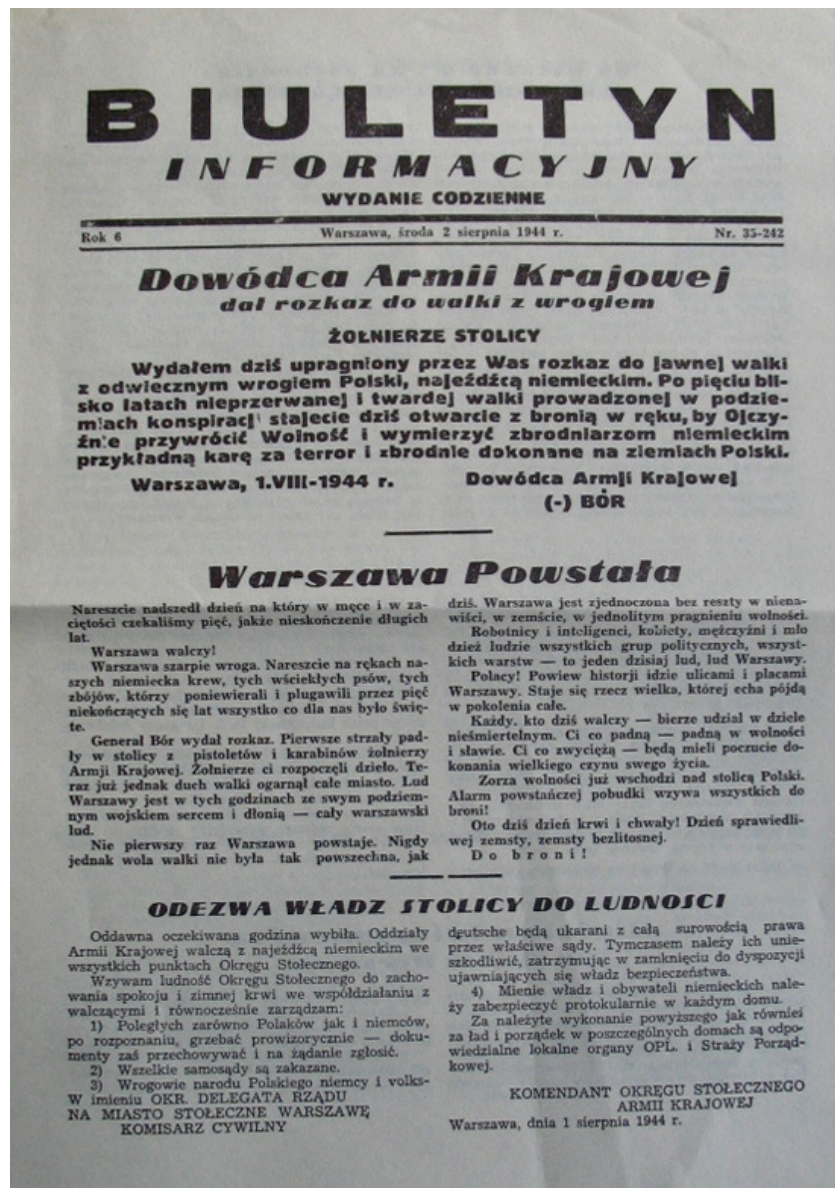 BIULETYN
INFORMACYJNY
WYDANIE CODZIENNE
Rok 6 Warszawa, środa 2 sierpnia 1944 r. Nr. 35-242
Dowódca Armii Krajowej
dał rozkaz do walki z wrogiem
ŻOŁNIERZE STOLICY
Wydałem dziś upragniony przez Was rozkaz do jawnej walki
z odwiecznym wrogiem Polski, najeźdźcą niemieckim. Po pięciu bli-
sko latach nieprzerwanej i twardej walki prowadzonej w podzie-
miach konspiracji stajecie dziś otwarcie z bronią w ręku, by Ojczy-
źnie przywrócić Wolność i wymierzyć zbrodniarzom niemieckim
przykładną karę za terror i zbrodnie dokonane na ziemiach Polski.
Warszawa, 1.VIII-1944 r. Dowódca Armji Krajowej
(-) BÓR
Warszawa Powstała
Nareszcie nadszedł dzień na który w męce i w za-
ciętości czekaliśmy pięć, jakże nieskończenie długich
lat.
Warszawa walczy!
Warszawa szarpie wroga. Nareszcie na rękach na-
szych niemiecka krew, tych wściekłych psów, tych
zbójów, którzy poniewierali i plugawili przez pięć
niekończących się lat wszystko co dla nas było święte-
te.
Generał Bór wydał rozkaz. Pierwsze strzały pad-
ły w stolicy z pistoletów i karabinów żołnierzy
Armji Krajowej. Żołnierze ci rozpoczęli dzieło. Te-
raz już jednak duch walki ogarnął całe miasto. Lud
Warszawy jest w tych godzinach ze swym podziem-
nym wojskiem sercem i dłonią — cały warszawski
lud.
Nie pierwszy raz Warszawa powstaje. Nigdy
jednak wola walki nie była tak powszechna, jak
dziś. Warszawa jest zjednoczona bez reszty w niena-
wiści, w zemście, w jednolitym pragnieniu wolności.
Robotnicy i inteligenci, kobiety, mężczyźni i mło
dzież ludzie wszystkich grup politycznych, wszyst-
kich warstw — to jeden dzisiaj lud, lud Warszawy.
Polacy! Powiew historji idzie ulicami i placami
Warszawy. Staje się rzecz wielka, której echa pójdą
w pokolenia całe.
Każdy. kto dziś walczy — bierze udział w dziele
nieśmiertelnym. Ci co padną — padną w wolności
i sławie. Ci co zwyciężą — będą mieli poczucie do-
konania wielkiego czynu swego życia.
Zorza wolności już wschodzi nad stolicą Polski.
Alarm powstańczej pobudki wzywa wszystkich do
broni!
Oto dziś dzień krwi i chwały! Dzień sprawiedli-
wej zemsty, zemsty bezlitosnej.
Do broni!
ODEZWA WŁADZ STOLICY DO LUDNOSCI
Oddawna oczekiwana godzina wybiła. Oddziały
Armji Krajowej walczą z najeźdźcą niemieckim we
wszystkich punktach Okręgu Stołecznego.
Wzywam ludność Okręgu Stołecznego do zacho-
wania spokoju i zimnej krwi we współdziałaniu z
walczącymi i równocześnie zarządzam:
1) Poległych zarówno Polaków jak i niemców,
po rozpoznaniu, grzebać prowizorycznie — doku-
menty zaś przechowywać i na żądanie zgłosić.
2) Wszelkie samosądy są zakazane.
3) Wrogowie narodu Polskiego niemcy i volks-
W imieniu OKR. DELEGATA RZĄDU
NA MIASTO STOŁECZNE WARSZAWĘ
KOMISARZ CYWILNY
deutsche będą ukarani z całą surowością prawa
przez właściwe sądy. Tymczasem należy ich unie-
szkodliwić, zatrzymując w zamknięciu do dyspozycji
ujawniających się władz bezpieczeństwa.
4) Mienie władz i obywateli niemieckich nale-
ży zabezpieczyć protokularnie w każdym domu.
Za należyte wykonanie powyższego jak również
za ład i porządek w poszczególnych domach są odpo-
wiedzialne lokalne organy OPL. i Straży Porząd-
kowej.
KOMENDANT OKRĘGU STOŁECZNEGO
ARMII KRAJOWEJ
Warszawa, dnia 1 sierpnia 1944 r.